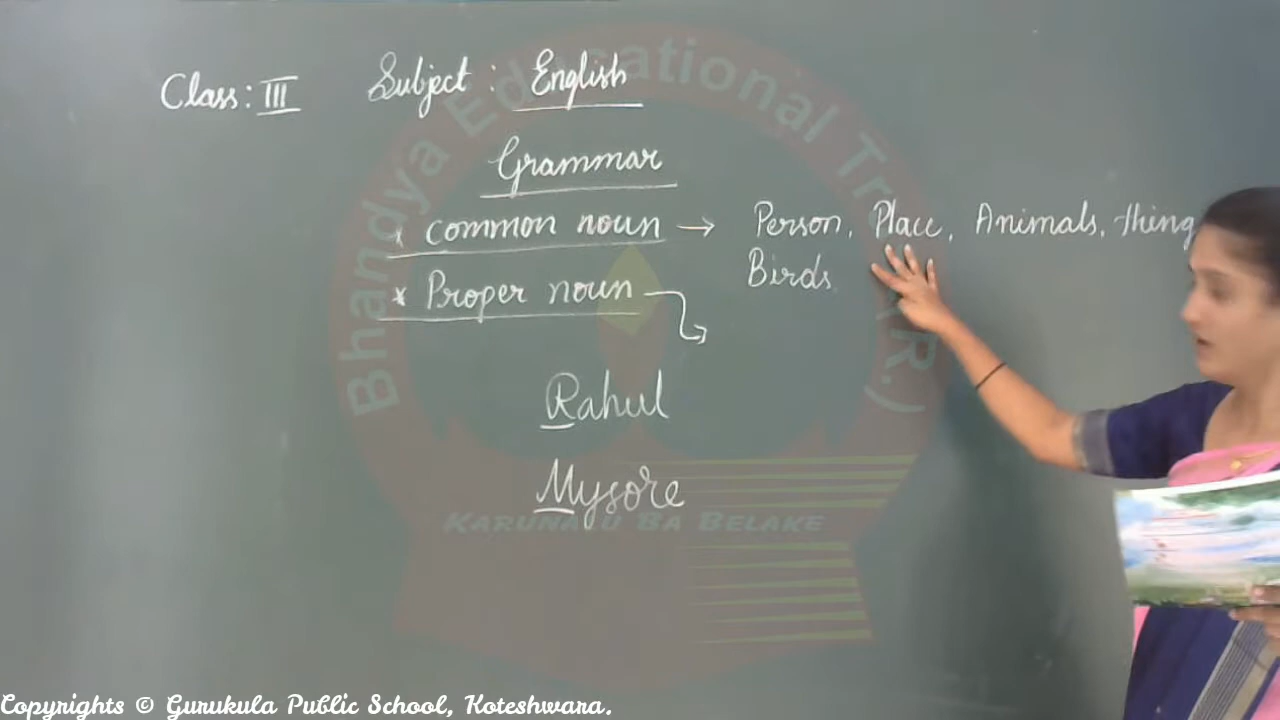 Class: III Subject : English
Grammar
* common noun → Person, Place, Animals, thing
Birds
* Proper noun
Rahul
Mysore
Bhandya Educational Trust (R.)
KARUNADU BA BELAKE
Copyrights © Gurukula Public School, Koteshwara.